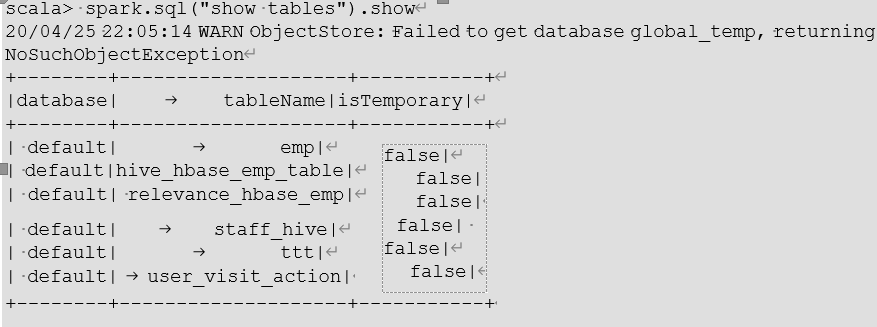 scala> spark.sql("show tables").show
20/04/25 22:05:14 WARN ObjectStore: Failed to get database global_temp, returning
NoSuchObjectException
+--------+--------------------+-----------+
|database|           tableName|isTemporary|
+--------+--------------------+-----------+
| default|                 emp|      false|
| default|hive_hbase_emp_table|      false|
| default| relevance_hbase_emp|      false|
| default|          staff_hive|      false|
| default|                 ttt|      false|
| default|   user_visit_action|      false|
+--------+--------------------+-----------+